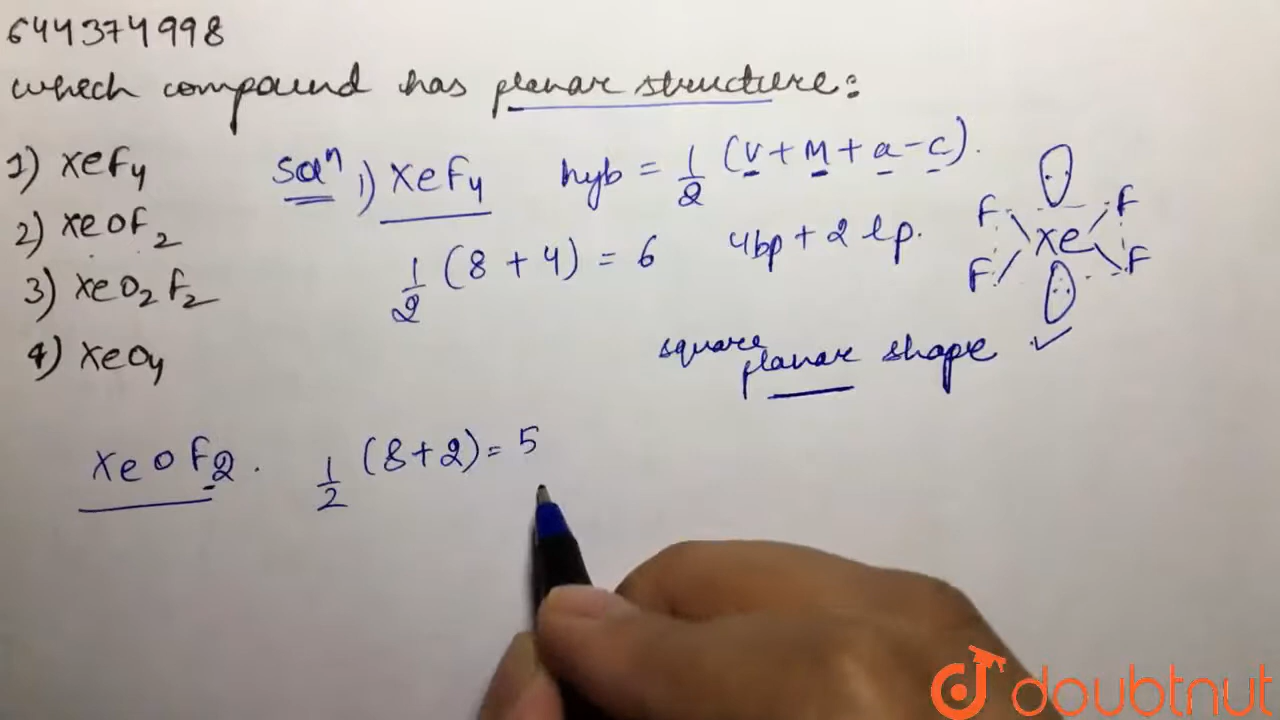 644374998
which compound has planar structure:
1) XeF4
2) XeOF2
3) XeO2F2
4) XeO4
Solⁿ 1) XeF4 hyb = 1/2 (V + M + a - c).
1/2 (8 + 4) = 6 4bp + 2 lp.
F F
Xe
F F
square planar shape ✓
XeOF2. 1/2 (8+2) = 5
doubtnut